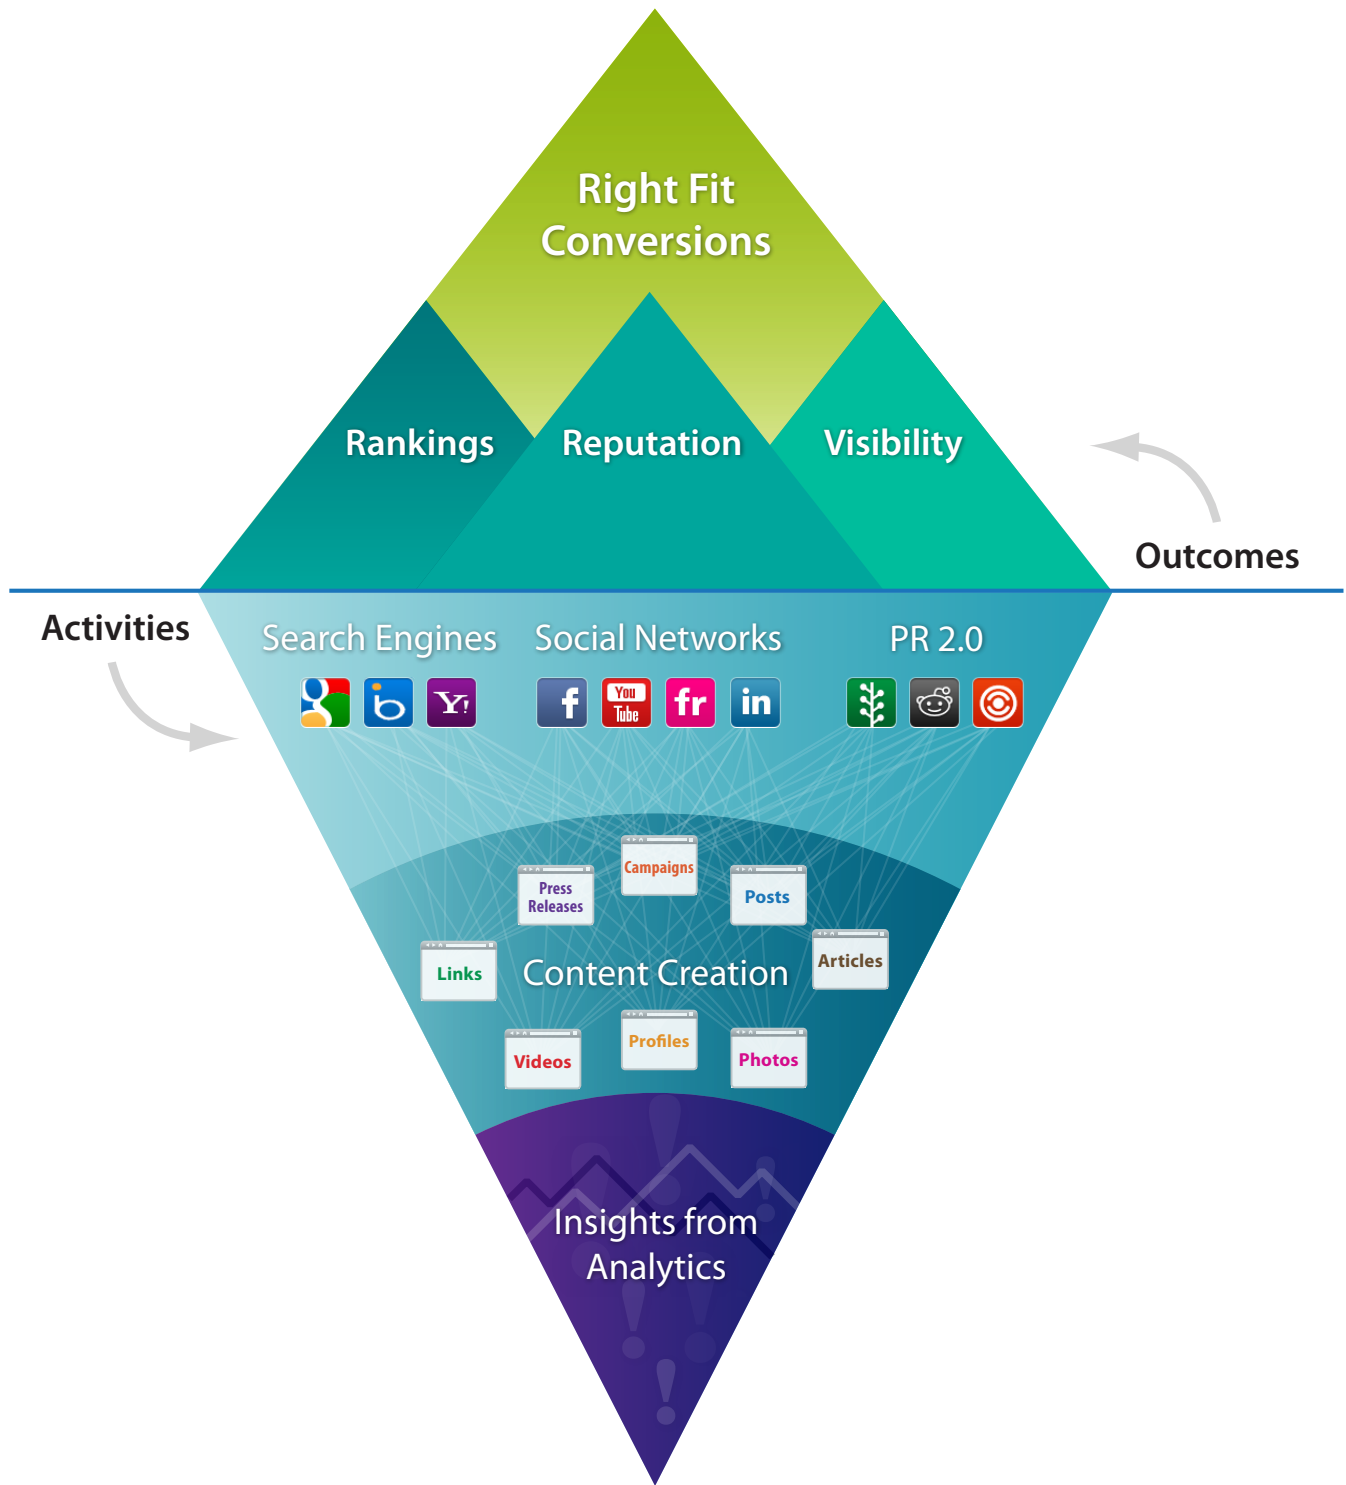 Right Fit
Conversions
Rankings
Reputation
Visibility
Outcomes
Activities
Search Engines
Social Networks
PR 2.0
g
b
Y!
f
You
Tube
fr
in
Campaigns
Press
Releases
Posts
Links
Content Creation
Articles
Videos
Profiles
Photos
Insights from
Analytics